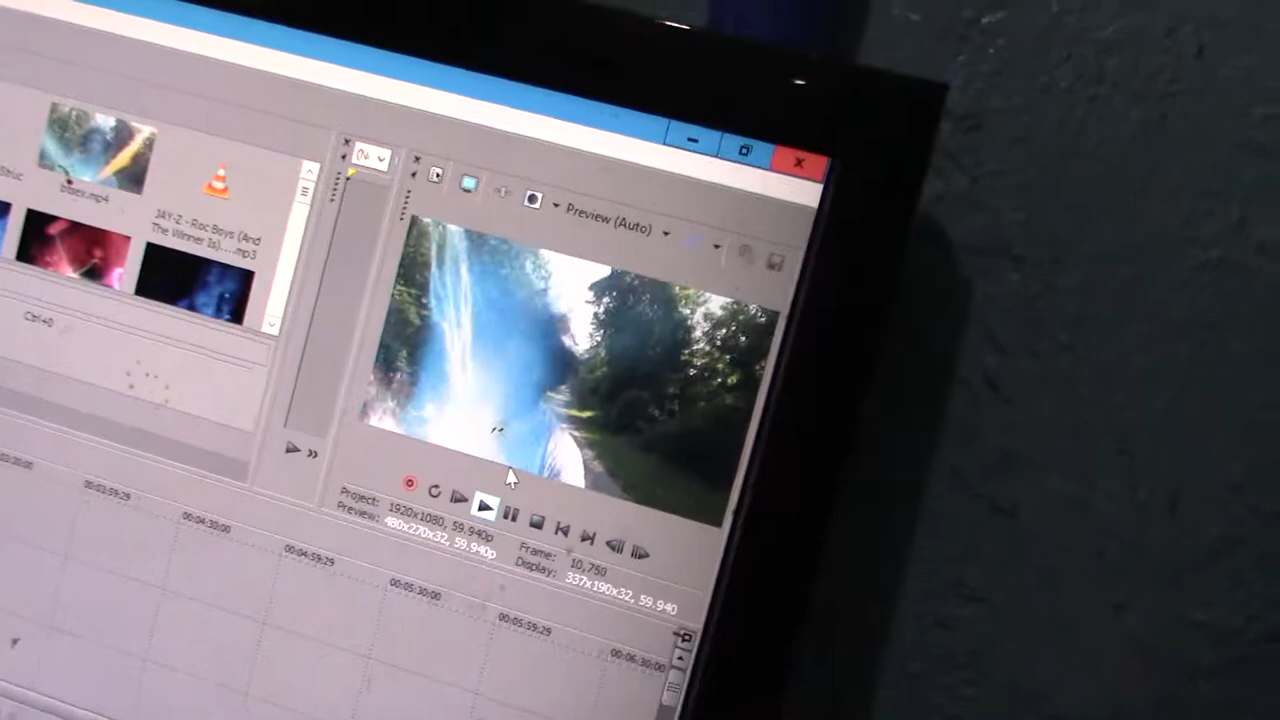 block.mp4
JAY-Z - Roc Boys (And
The Winner Is)....mp3
Ctrl+0
Preview (Auto)
Project: 1920x1080, 59.940p
Preview: 480x270x32, 59.940p
Frame: 10,750
Display: 337x190x32, 59.940
00:03:59:29
00:04:30:00
00:04:59:29
00:05:30:00
00:05:59:29
00:06:30:00